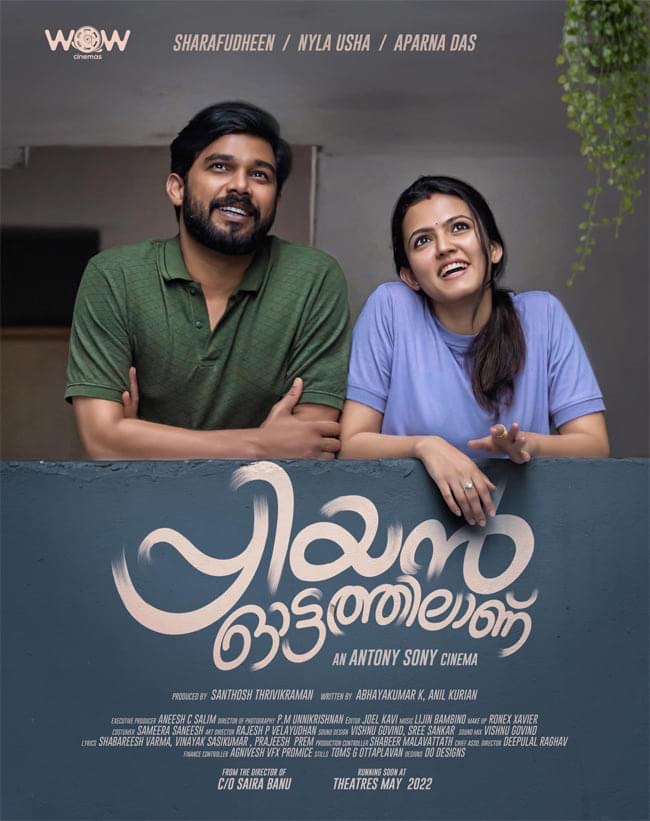 WOW
cinemas
SHARAFUDHEEN / NYLA USHA / APARNA DAS
പ്രിയൻ
ഓട്ടത്തിലാണ്
AN ANTONY SONY CINEMA
PRODUCED BY SANTHOSH THRIVIKRAMAN WRITTEN BY ABHAYAKUMAR K, ANIL KURIAN
EXECUTIVE PRODUCER ANEESH C SALIM DIRECTOR OF PHOTOGRAPHY P.M UNNIKRISHNAN EDITOR JOEL KAVI MUSIC LIJIN BAMBINO MAKE UP RONEX XAVIER
COSTUMEX SAMEERA SANEESH ART DIRECTOR RAJESH P VELAYUDHAN SOUND DESIGN VISHNU GOVIND, SREE SANKAR SOUND MIX VISHNU GOVIND
LYRICS SHABAREESH VARMA, VINAYAK SASIKUMAR , PRAJEESH PREM PRODUCTION CONTROLLER SHABEER MALAVATTATH CHIEF ASSO. DIRECTOR DEEPULAL RAGHAV
FINANCE CONTROLLER AGNIVESH VFX PROMICE STILLS TOMS G OTTAPLAVAN DESIGNS DO DESIGNS
FROM THE DIRECTOR OF
C/O SAIRA BANU
RUNNING SOON AT
THEATRES MAY 2022